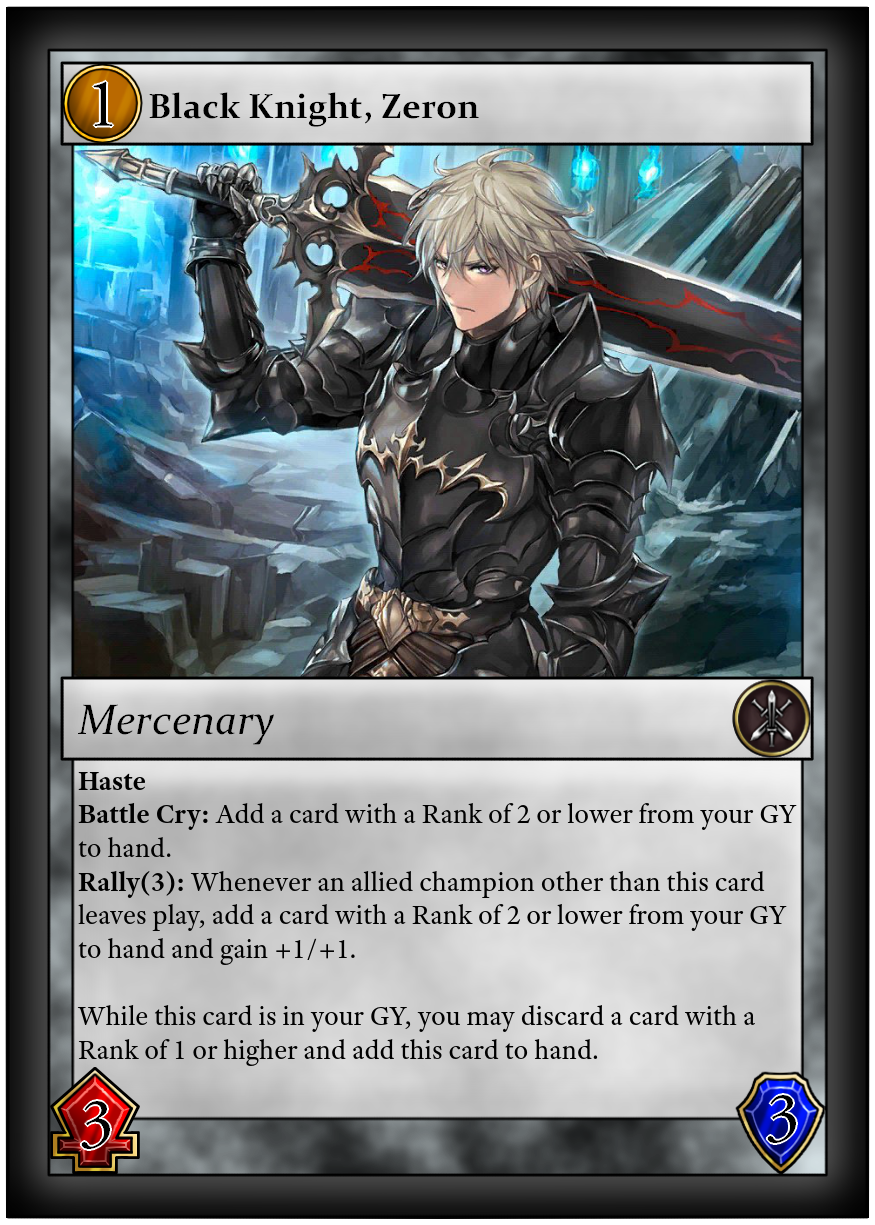 1
Black Knight, Zeron
Mercenary
Haste
Battle Cry: Add a card with a Rank of 2 or lower from your GY
to hand.
Rally(3): Whenever an allied champion other than this card
leaves play, add a card with a Rank of 2 or lower from your GY
to hand and gain +1/+1.
While this card is in your GY, you may discard a card with a
Rank of 1 or higher and add this card to hand.
3
3